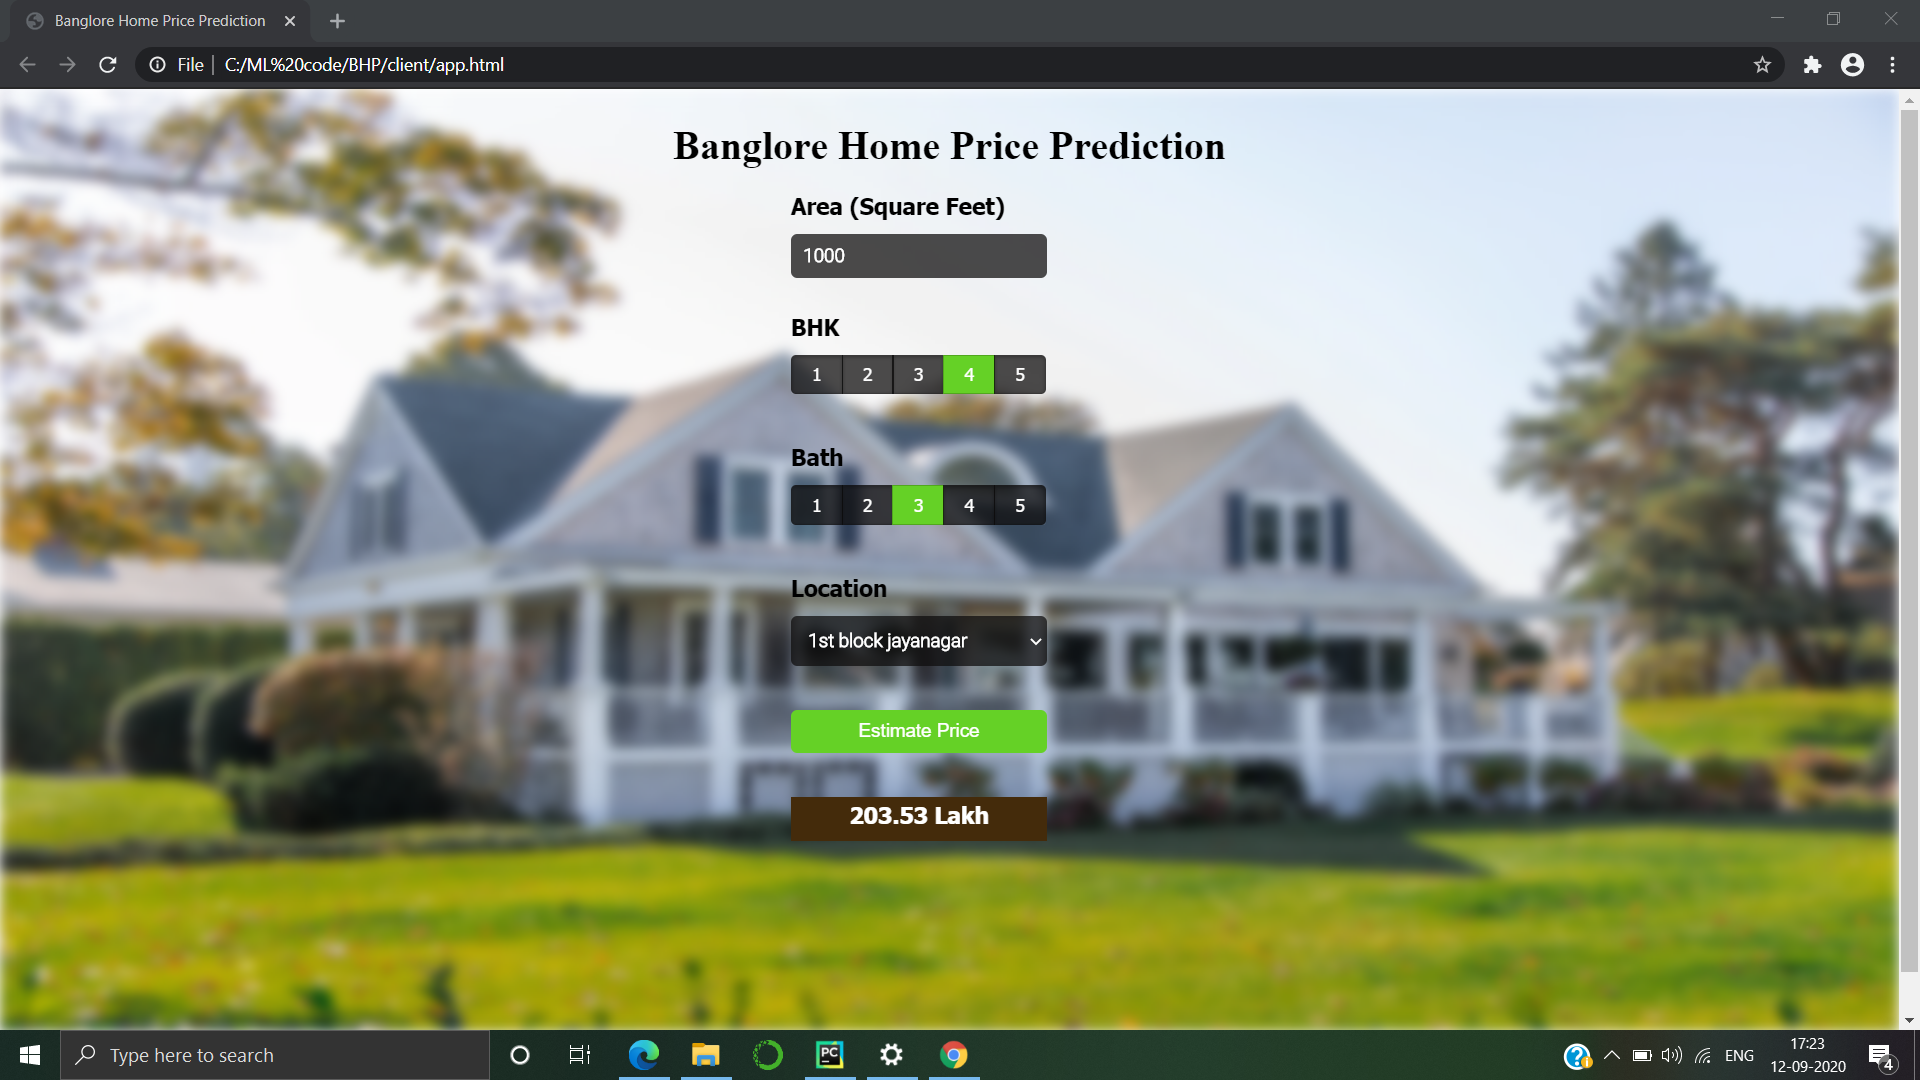 Banglore Home Price Prediction
File
C:/ML%20code/BHP/client/app.html
Banglore Home Price Prediction
Area (Square Feet)
1000
BHK
1 2 3 4 5
Bath
1 2 3 4 5
Location
1st block jayanagar
Estimate Price
203.53 Lakh
Type here to search
PC
ENG
17:23
12-09-2020
4